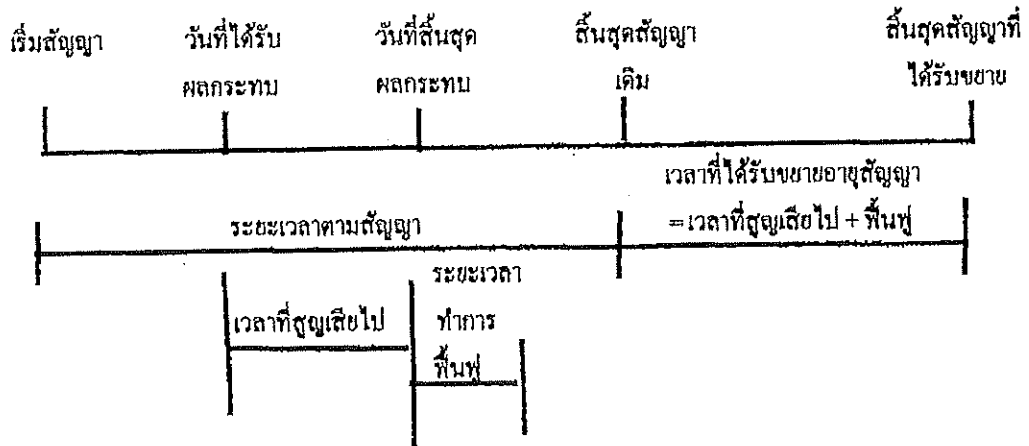 เริ่มสัญญา
วันที่ได้รับ
ผลกระทบ
วันที่สิ้นสุด
ผลกระทบ
สิ้นสุดสัญญา
เดิม
สิ้นสุดสัญญาที่
ได้รับขยาย
เวลาที่ได้รับขยายอายุสัญญา
=เวลาที่สูญเสียไป + ฟื้นฟู
ระยะเวลาตามสัญญา
เวลาที่สูญเสียไป
ระยะเวลา
ทำการ
ฟื้นฟู